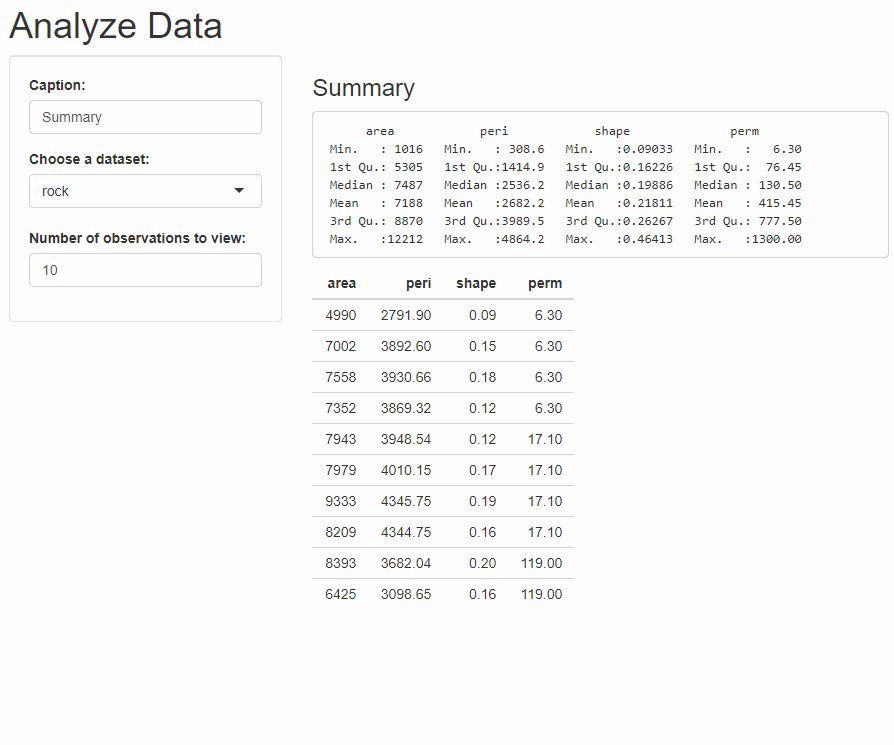 Analyze Data
Caption:
Summary
Choose a dataset:
rock
Number of observations to view:
10
Summary
area peri shape perm
Min. : 1016 Min. : 308.6 Min. :0.09033 Min. : 6.30
1st Qu.: 5305 1st Qu.:1414.9 1st Qu.:0.16226 1st Qu.: 76.45
Median : 7487 Median :2536.2 Median :0.19886 Median : 130.50
Mean : 7188 Mean :2682.2 Mean :0.21811 Mean : 415.45
3rd Qu.: 8870 3rd Qu.:3989.5 3rd Qu.:0.26267 3rd Qu.: 777.50
Max. :12212 Max. :4864.2 Max. :0.46413 Max. :1300.00
area peri shape perm
4990 2791.90 0.09 6.30
7002 3892.60 0.15 6.30
7558 3930.66 0.18 6.30
7352 3869.32 0.12 6.30
7943 3948.54 0.12 17.10
7979 4010.15 0.17 17.10
9333 4345.75 0.19 17.10
8209 4344.75 0.16 17.10
8393 3682.04 0.20 119.00
6425 3098.65 0.16 119.00